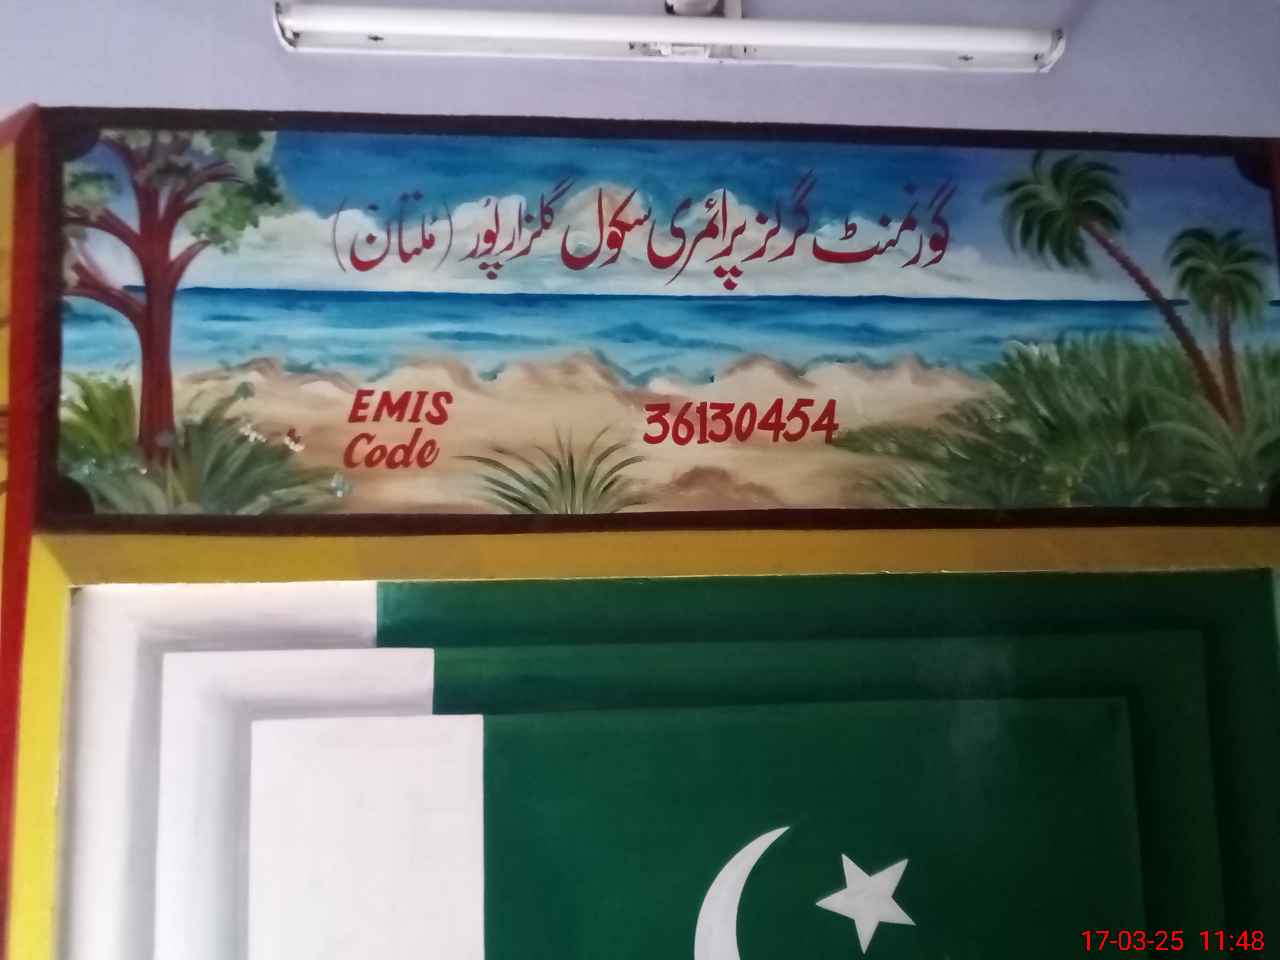 گورنمنٹ گرلز پرائمری سکول گلزار پور (ملتان)
EMIS 36130454
Code
17-03-25 11:48